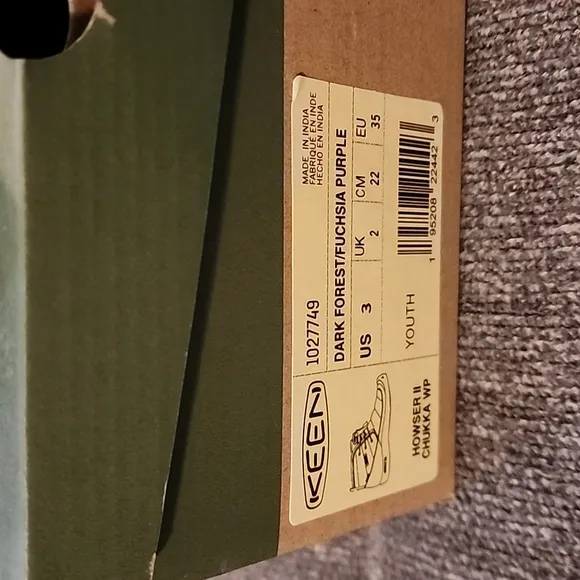 KEEN
HOWSER II
CHUKKA WP
1027749
MADE IN INDIA
FABRIQUÉ EN INDE
HECHO EN INDIA
DARK FOREST/FUCHSIA PURPLE
US 3 UK 2 CM 22 EU 35
YOUTH
1 95208 22442 3